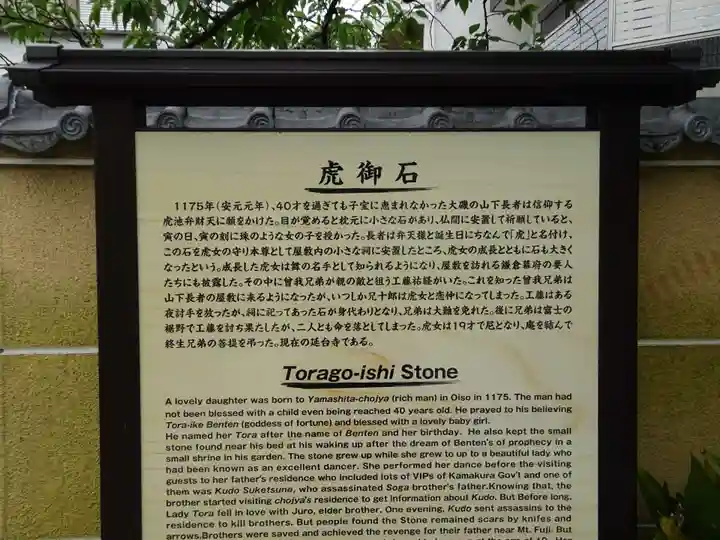 虎御石
1175年(安元元年)、40才を過ぎても子宝に恵まれなかった大磯の山下長者は信仰する
虎池弁財天に願をかけた。目が覚めると枕元に小さな石があり、仏間に安置して祈願していると、
寅の日、寅の刻に珠のような女の子を授かった。長者は弁天様と誕生日にちなんで「虎」と名付け、
この石を虎女の守り本尊として屋敷内の小さな祠に安置したところ、虎女の成長とともに石も大きく
なったという。成長した虎女は舞の名手として知られるようになり、屋敷を訪れる鎌倉幕府の要人
たちにも披露した。その中に曽我兄弟が親の敵と狙う工藤祐経がいた。これを知った曽我兄弟は
山下長者の屋敷に来るようになったが、いつしか兄十郎は虎女と恋仲になってしまった。工藤はある
夜討手を放ったが、祠に祀ってあった石が身代わりとなり、兄弟は大難を免れた。後に兄弟は富士の
裾野で工藤を討ち果たしたが、二人とも命を落としてしまった。虎女は19才で尼となり、庵を結んで
終生兄弟の菩提を弔った。現在の延台寺である。
Torago-ishi Stone
A lovely daughter was born to Yamashita-chojya (rich man) in Oiso in 1175. The man had
not been blessed with a child even being reached 40 years old. He prayed to his believing
Tora-ike Benten (goddess of fortune) and blessed with a lovely baby girl.
He named her Tora after the name of Benten and her birthday. He also kept the small
stone found near his bed at his waking up after the dream of Benten's prophecy in a
small shrine in his garden. The stone grew up while she grew to up to a beautiful lady who
had been known as an excellent dancer. She performed her dance before the visiting
guests to her father's residence who included lots of VIPs of Kamakura Gov't and one of
them was Kudo Suketsune, who assassinated Soga brother's father.Knowing that, the
brother started visiting chojya's residence to get information about Kudo. But Before long,
Lady Tora fell in love with Juro, elder brother. One evening, Kudo sent assassins to the
residence to kill brothers. But people found the Stone remained scars by knifes and
arrows.Brothers were saved and achieved the revenge for their father near Mt. Fuji. But